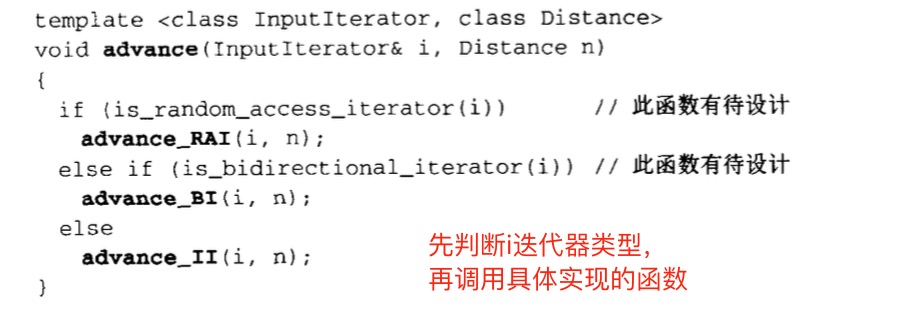 template <class InputIterator, class Distance>
void advance(InputIterator& i, Distance n)
{
if (is_random_access_iterator(i)) // 此函数有待设计
advance_RAI(i, n);
else if (is_bidirectional_iterator(i)) // 此函数有待设计
advance_BI(i, n);
else
advance_II(i, n);
}
先判断i迭代器类型，
再调用具体实现的函数